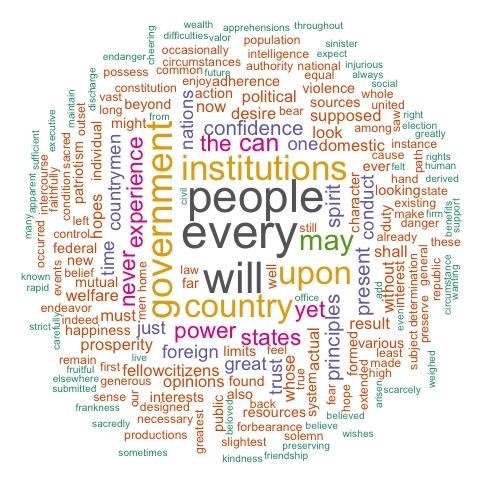 wealth apprehensions throughout
difficulties valor sinister
cheering occasionally population expect
endanger wealth circumstances intelligence injurious
patriotism common future enjoy adherence authority national always
possess constitution action political equal violence social
discharge vast beyond now desire sources whole united
maintain outset long might from nations confidence bear supposed among saw right
executive sacred individual countrymen government the can one look domestic instance election greatly
sufficient faithfully condition hopes experience institutions cause path rights human
apparent intercourse never people spirit character conduct ever felt hand derived
many occurred left control time civil every still looking state duty existing benefits support
federal events new belief mutual law will may present without even interest make firm danger
known rapid endeavor welfare men home far well upon shall already these
strict indeed must country office yet principles add general republic circumstance wanting
carefully happiness just power states result various determination subject preserve
prosperity foreign limits feel trust actual formed least made high
remain first live great whose system extended arisen scarcely weighed
fruitful elsewhere submitted generous fellowcitizens opinions found true fear hope believed
sense our interests also back resources
frankness designed public beloved forbearance believe wishes
sacredly necessary greatest slightest solemn
productions preserving
sometimes kindness friendship